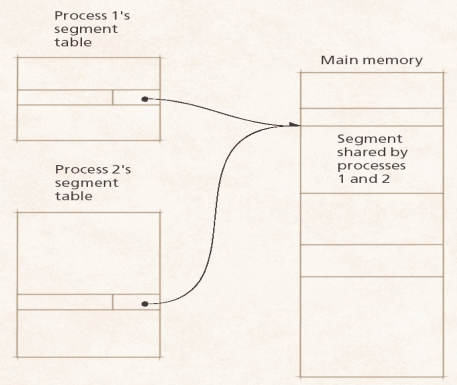 Process 1's
segment
table
Main memory
Segment
shared by
processes
1 and 2
Process 2's
segment
table